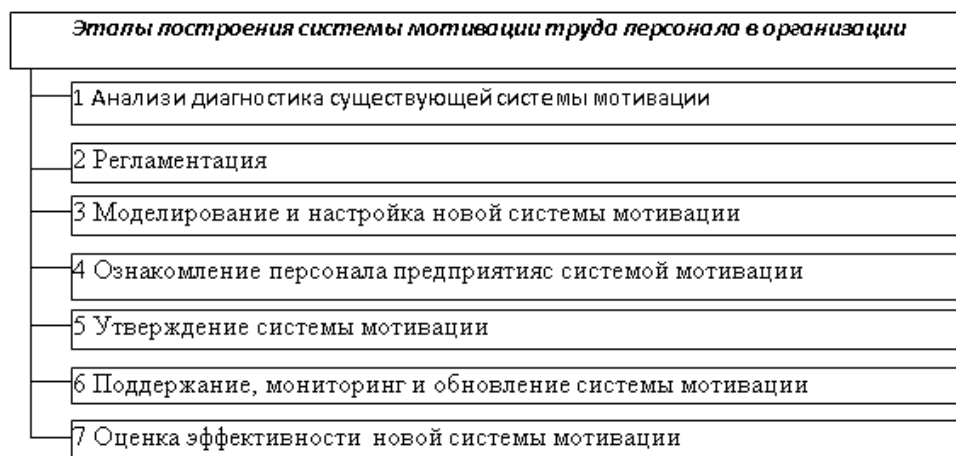 Этапы построения системы мотивации труда персонала в организации
1 Анализ и диагностика существующей системы мотивации
2 Регламентация
3 Моделирование и настройка новой системы мотивации
4 Ознакомление персонала предприятияс системой мотивации
5 Утверждение системы мотивации
6 Поддержание, мониторинг и обновление системы мотивации
7 Оценка эффективности новой системы мотивации